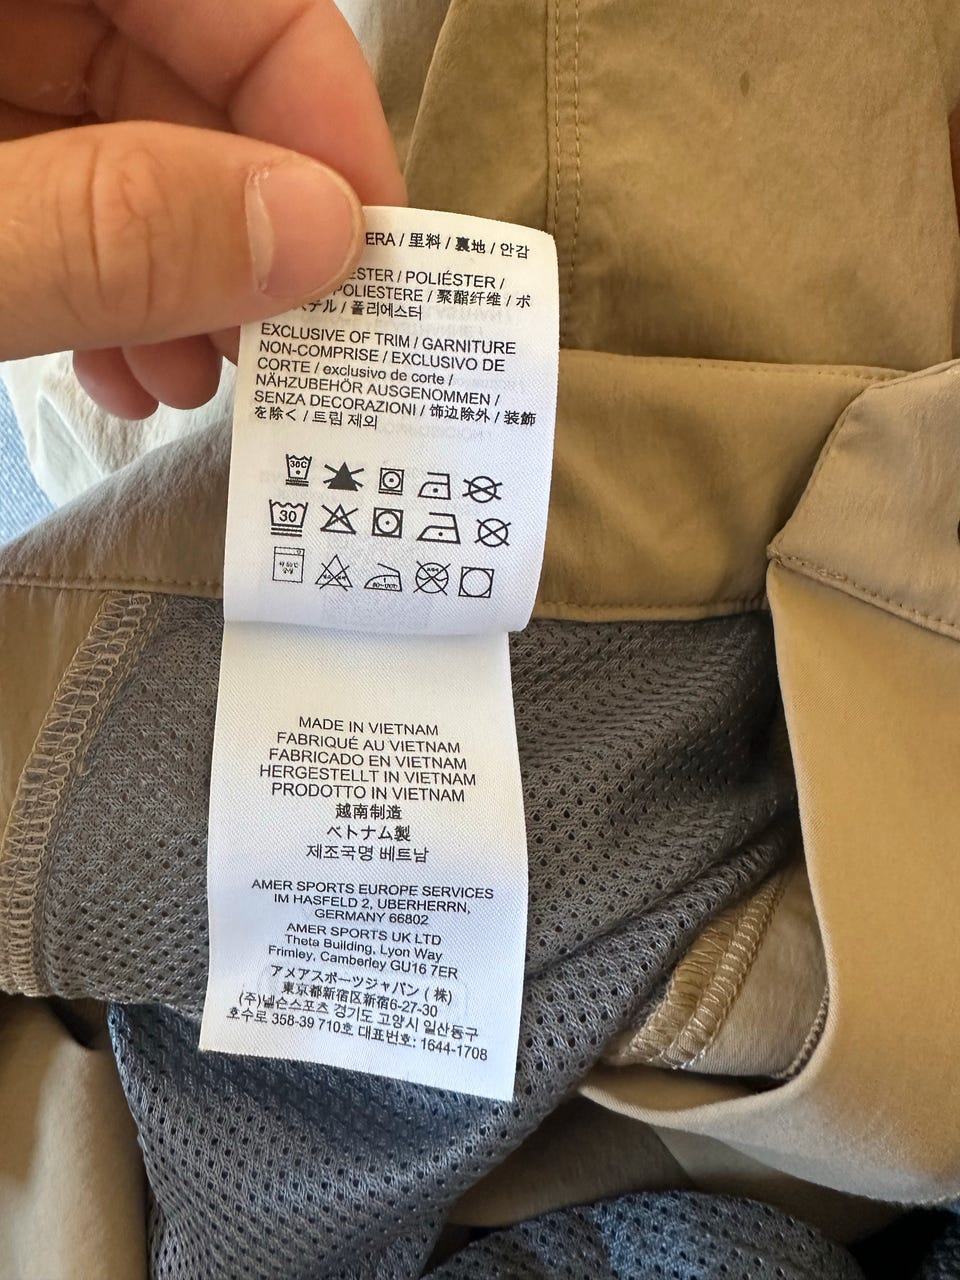 ERA / 里料 / 裏地 / 안감
ESTER / POLIÉSTER /
POLIESTERE / 聚酯纤维 / ポ
ステル / 폴리에스터
EXCLUSIVE OF TRIM / GARNITURE
NON-COMPRISE / EXCLUSIVO DE
CORTE / exclusivo de corte /
NÄHZUBEHÖR AUSGENOMMEN /
SENZA DECORAZIONI / 饰边除外 / 装飾
を除く / 트림 제외
30C
30
MADE IN VIETNAM
FABRIQUÉ AU VIETNAM
FABRICADO EN VIETNAM
HERGESTELLT IN VIETNAM
PRODOTTO IN VIETNAM
越南制造
ベトナム製
제조국명 베트남
AMER SPORTS EUROPE SERVICES
IM HASFELD 2, UBERHERRN,
GERMANY 66802
AMER SPORTS UK LTD
Theta Building, Lyon Way
Frimley, Camberley GU16 7ER
アメアスポーツジャパン ( 株)
東京都新宿区新宿6-27-30
(주)넬슨스포츠 경기도 고양시 일산동구
호수로 358-39 710호 대표번호: 1644-1708